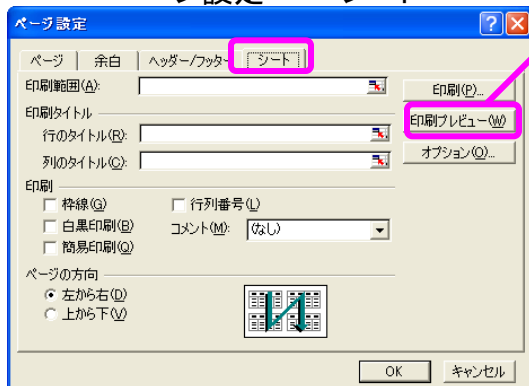 ページ設定
ページ 余白 ヘッダー/フッター シート
印刷範囲(A):
印刷(P)...
印刷タイトル
印刷プレビュー(W)
行のタイトル(R):
オプション(O)...
列のタイトル(C):
印刷
枠線(G) 行列番号(L)
白黒印刷(B) コメント(M): (なし)
簡易印刷(Q)
ページの方向
左から右(D)
上から下(V)
OK キャンセル